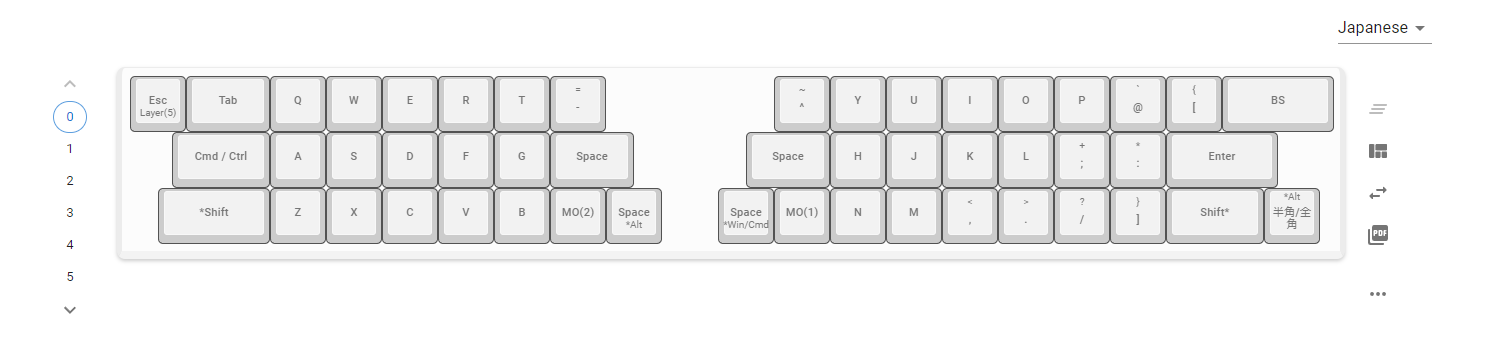 Japanese
0
1
2
3
4
5
Esc
Layer(5)
Tab
Q
W
E
R
T
=
-
~
^
Y
U
I
O
P
`
@
{
[
BS
Cmd / Ctrl
A
S
D
F
G
Space
Space
H
J
K
L
+
;
*
:
Enter
*Shift
Z
X
C
V
B
MO(2)
Space
*Alt
Space
*Win/Cmd
MO(1)
N
M
<
,
>
.
?
/
}
]
Shift*
*Alt
半角/全
角
PDF